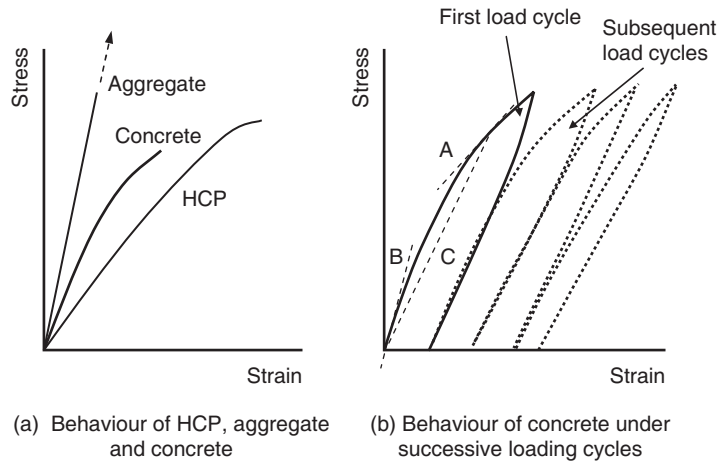 First load cycle
Subsequent
load cycles
Stress
Aggregate
Concrete
HCP
Strain
Stress
A
B
C
Strain
(a) Behaviour of HCP, aggregate
and concrete
(b) Behaviour of concrete under
successive loading cycles